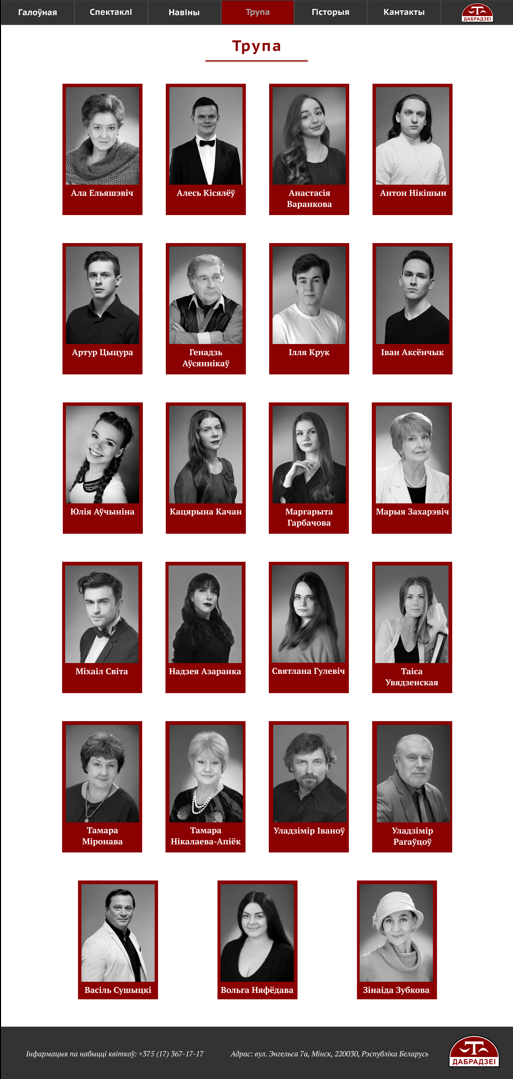 Галоўная Спектаклі Навіны Трупа Гісторыя Кантакты ДАБРАДЗЕІ
Трупа
Ала Ельяшэвіч
Алесь Кісялёў
Анастасія
Варанкова
Антон Нікішын
Артур Цыцура
Генадзь
Аўсяннікаў
Ілля Крук
Іван Аксёнчык
Юлія Аўчыніна
Кацярына Качан
Маргарыта
Гарбачова
Марыя Захарэвіч
Міхаіл Світа
Надзея Азаранка
Святлана Гулевіч
Таіса
Увядзенская
Тамара
Міронава
Тамара
Нікалаева-Апіёк
Уладзімір Іваноў
Уладзімір
Рагаўцоў
Васіль Сушыцкі
Вольга Няфёдава
Зінаіда Зубкова
Інфармацыя па набыцці квіткоў: +375 (17) 367-17-17 Адрас: вул. Энгельса 7а, Мінск, 220030, Рэспубліка Беларусь ДАБРАДЗЕІ